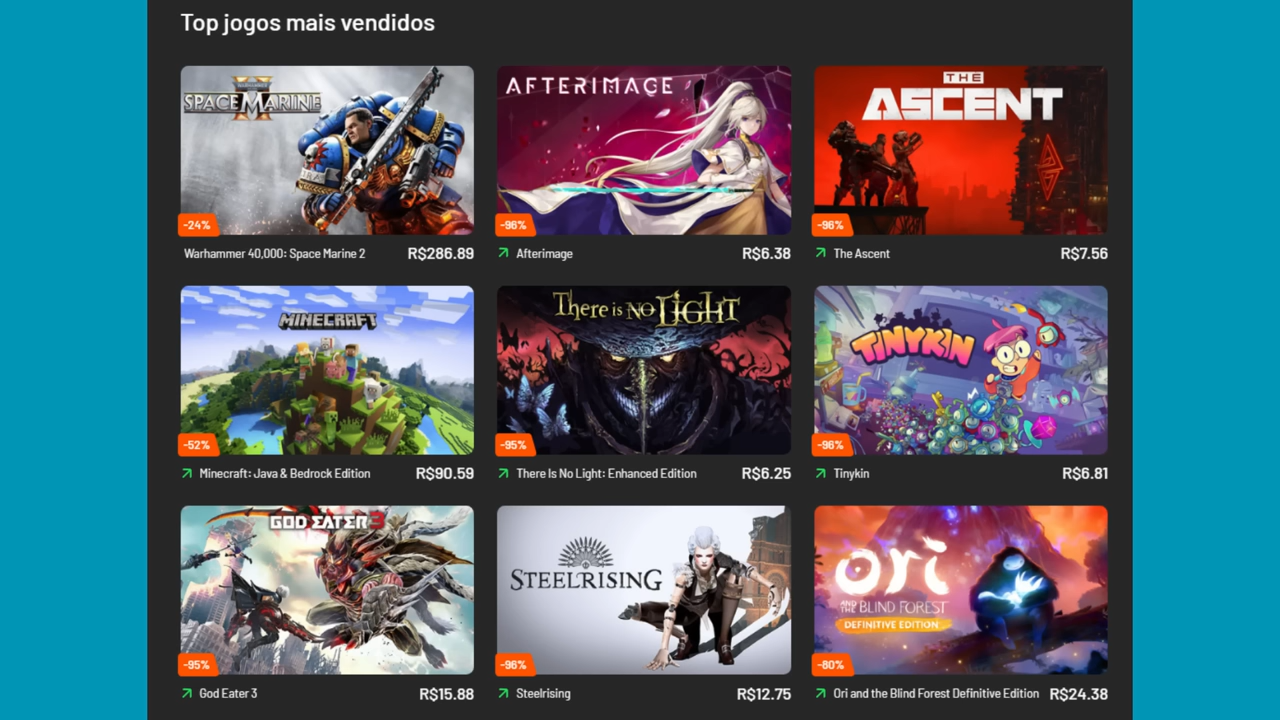 Top jogos mais vendidos
SPACE MARINE II
AFTERIMAGE
THE
ASCENT
-24%
-96%
-96%
Warhammer 40,000: Space Marine 2 R$286.89
Afterimage R$6.38
The Ascent R$7.56
MINECRAFT
There is NO LIGHT
TINYKIN
-52%
-95%
-96%
Minecraft: Java & Bedrock Edition R$90.59
There Is No Light: Enhanced Edition R$6.25
Tinykin R$6.81
GOD EATER 3
STEELRISING
ori
AND THE BLIND FOREST
DEFINITIVE EDITION
-95%
-96%
-80%
God Eater 3 R$15.88
Steelrising R$12.75
Ori and the Blind Forest Definitive Edition R$24.38